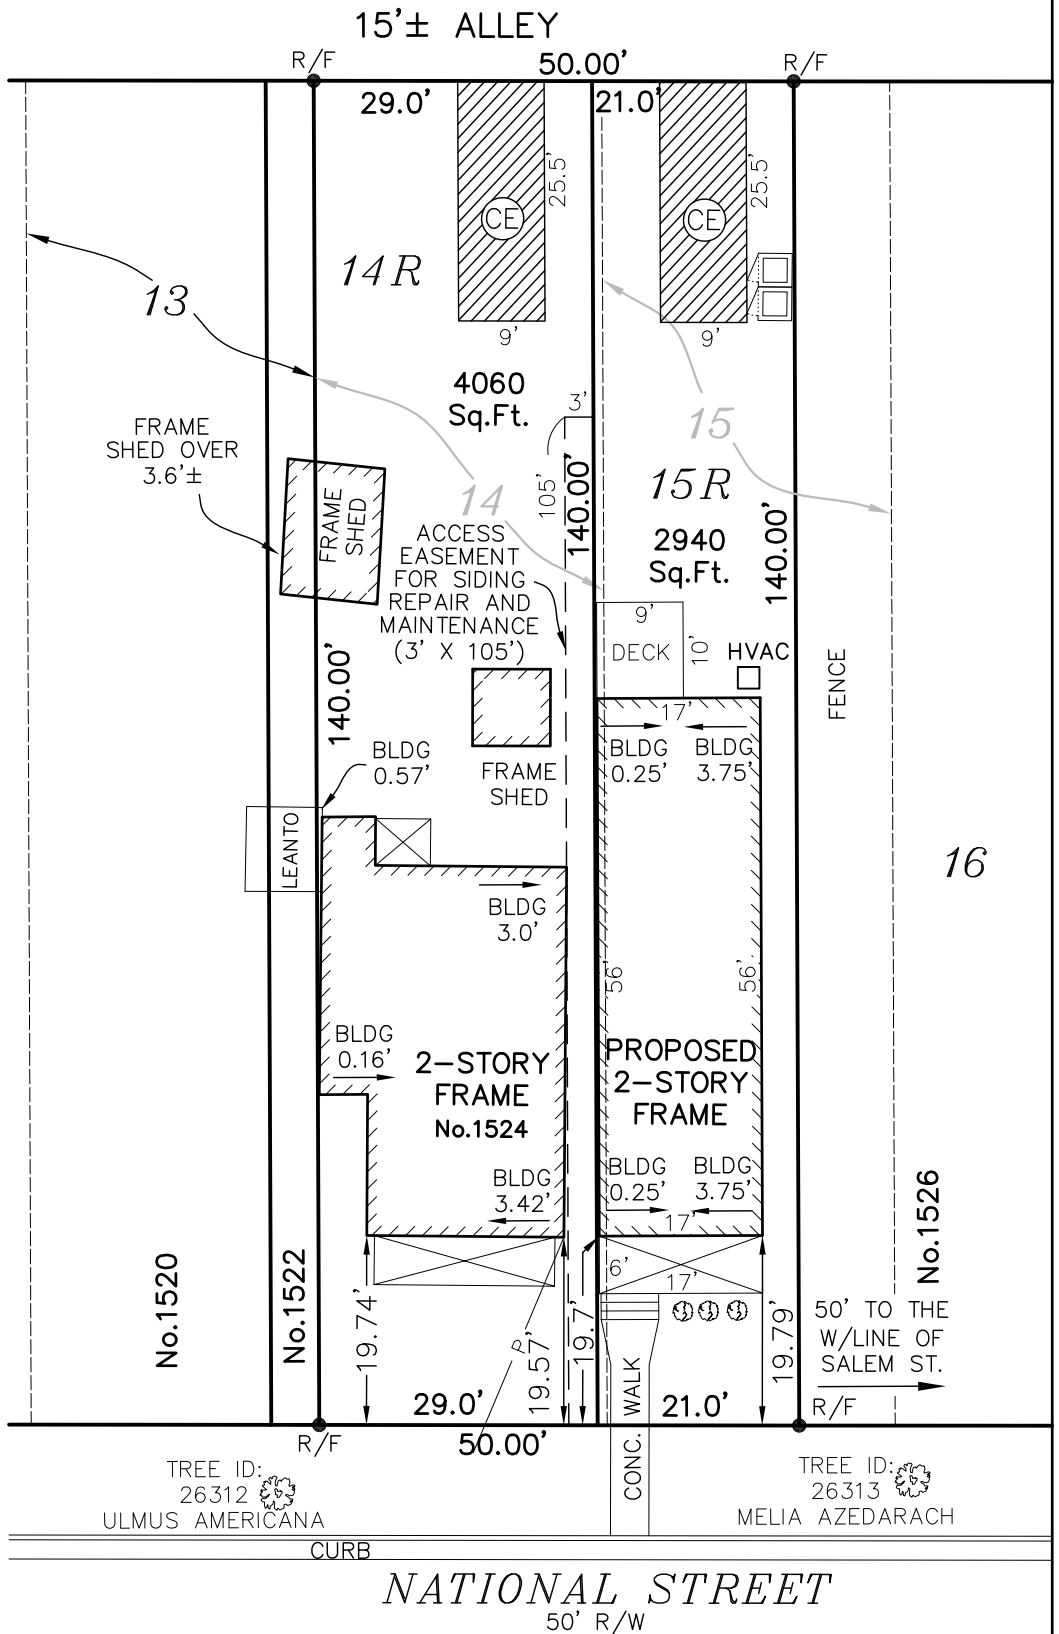 15'± ALLEY
R/F
50.00'
R/F
29.0'
21.0'
25.5'
25.5'
CE
CE
14R
13
9'
9'
4060
Sq.Ft.
3'
15
FRAME
SHED OVER
3.6'±
105'
140.00'
15R
14
FRAME
SHED
ACCESS
EASEMENT
FOR SIDING
REPAIR AND
MAINTENANCE
(3' X 105')
2940
Sq.Ft.
140.00'
9'
DECK
10'
HVAC
FENCE
140.00'
17'
BLDG
0.57'
BLDG
0.25'
BLDG
3.75'
FRAME
SHED
LEANTO
16
BLDG
3.0'
56'
56'
BLDG
0.16'
2-STORY
FRAME
No.1524
PROPOSED
2-STORY
FRAME
BLDG
3.42'
BLDG
0.25'
BLDG
3.75'
17'
No.1520
No.1522
No.1526
6'
17'
19.74'
19.57'
P
19.7'
19.79'
50' TO THE
W/LINE OF
SALEM ST.
29.0'
CONC. WALK
21.0'
R/F
R/F
50.00'
TREE ID:
26312
ULMUS AMERICANA
TREE ID:
26313
MELIA AZEDARACH
CURB
NATIONAL STREET
50' R/W